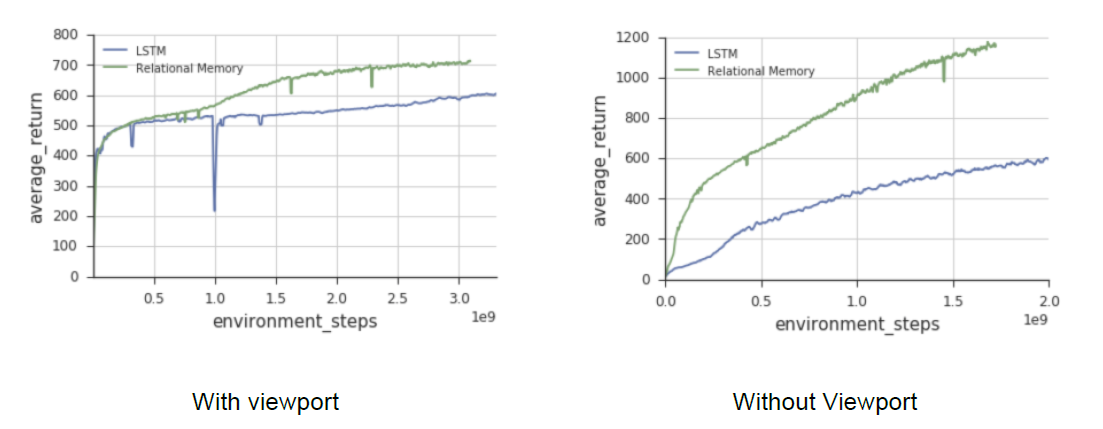 800
700
600
500
400
300
200
100
0
average_return
LSTM
Relational Memory
0.5 1.0 1.5 2.0 2.5 3.0
1e9
environment_steps
With viewport
1200
1000
800
600
400
200
0
average_return
LSTM
Relational Memory
0.0 0.5 1.0 1.5 2.0
1e9
environment_steps
Without Viewport